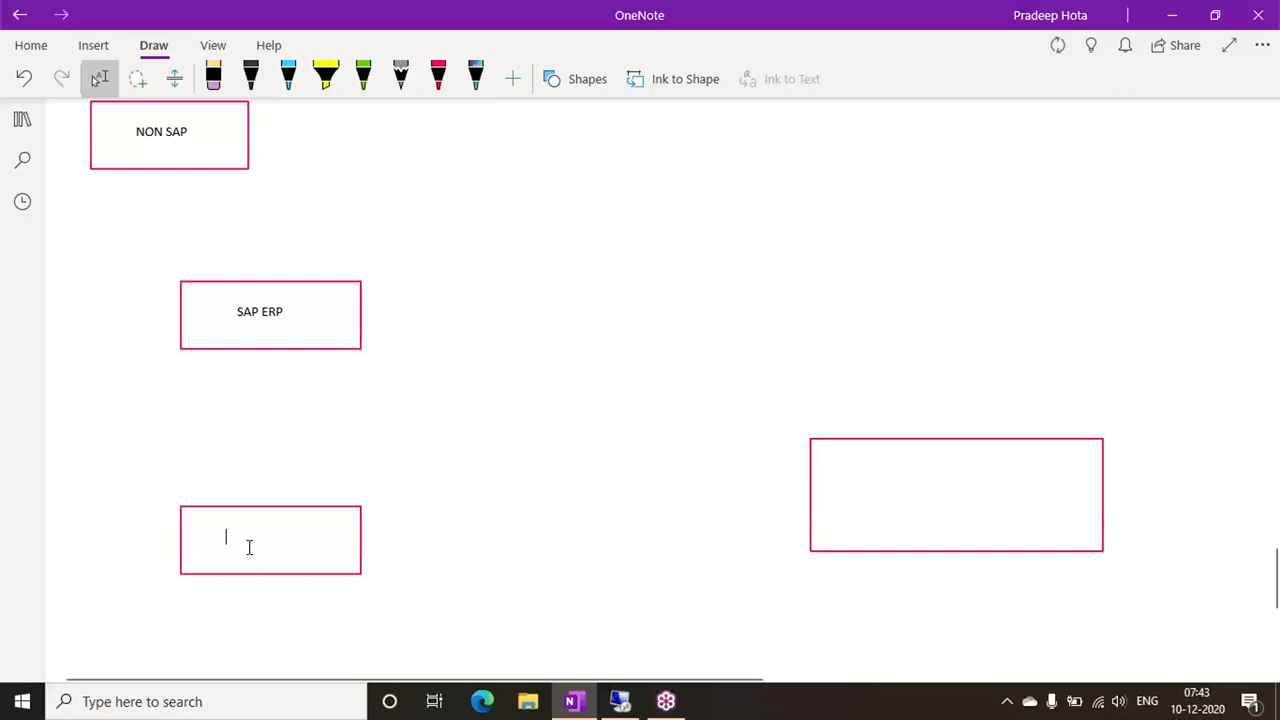 OneNote
Pradeep Hota
Home
Insert
Draw
View
Help
Share
Shapes
Ink to Shape
Ink to Text
NON SAP
SAP ERP
Type here to search
ENG
07:43
10-12-2020
1